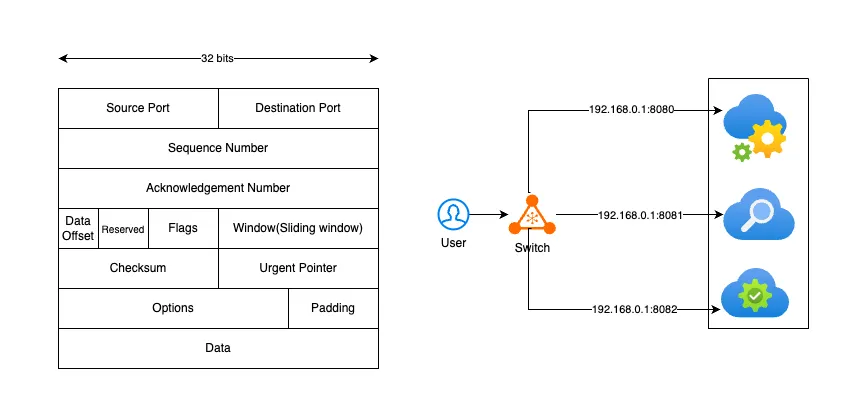 32 bits
Source Port
Destination Port
Sequence Number
Acknowledgement Number
Data
Offset
Reserved
Flags
Window(Sliding window)
Checksum
Urgent Pointer
Options
Padding
Data
User
Switch
192.168.0.1:8080
192.168.0.1:8081
192.168.0.1:8082